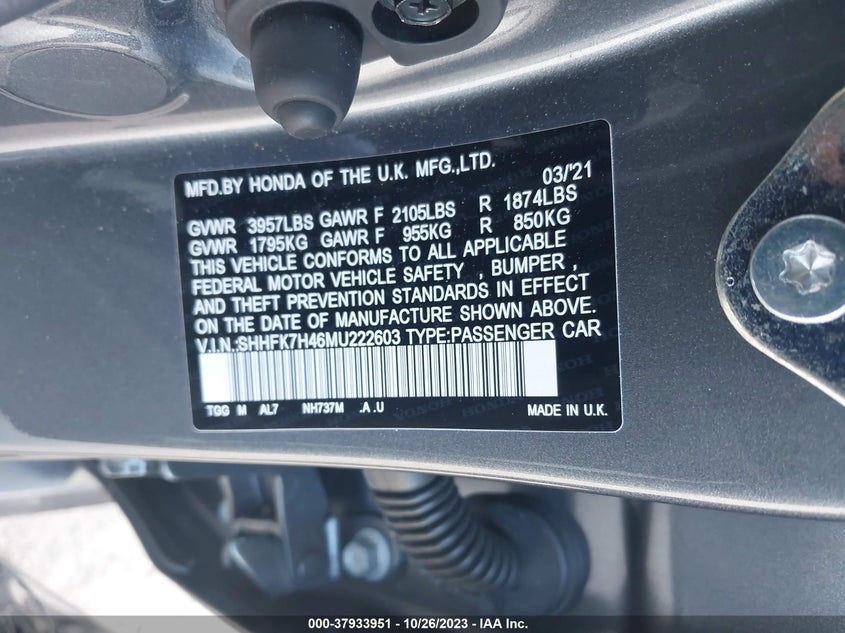 MFD.BY HONDA OF THE U.K. MFG.,LTD. 03/'21
GVWR 3957LBS GAWR F 2105LBS R 1874LBS
GVWR 1795KG GAWR F 955KG R 850KG
THIS VEHICLE CONFORMS TO ALL APPLICABLE
FEDERAL MOTOR VEHICLE SAFETY , BUMPER ,
AND THEFT PREVENTION STANDARDS IN EFFECT
ON THE DATE OF MANUFACTURE SHOWN ABOVE.
V.I.N.:SHHFK7H46MU222603 TYPE:PASSENGER CAR
TGG M AL7 NH737M .A .U MADE IN U.K.
000-37933951 - 10/26/2023 - IAA Inc.